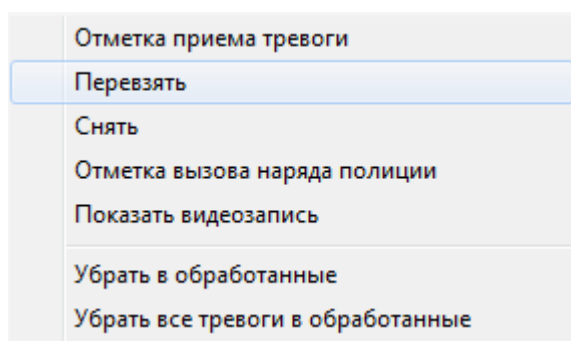 Отметка приема тревоги
Перевзять
Снять
Отметка вызова наряда полиции
Показать видеозапись
Убрать в обработанные
Убрать все тревоги в обработанные